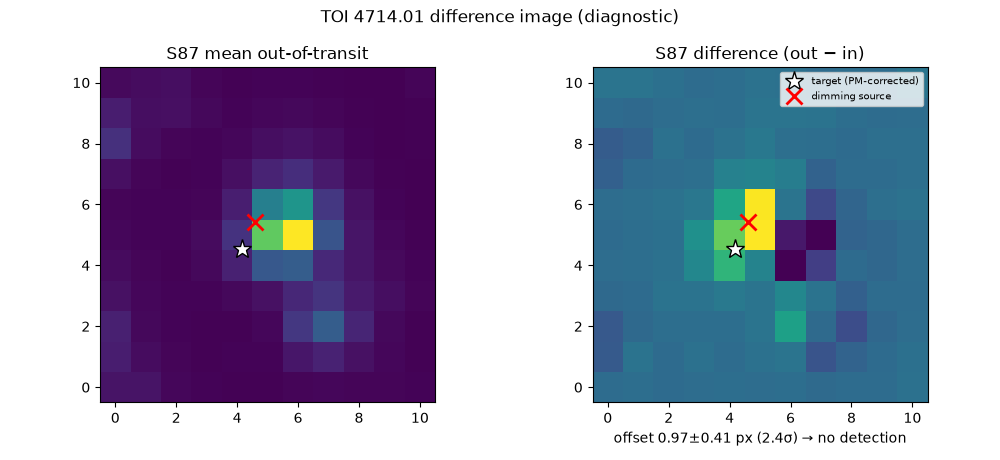 TOI 4714.01 difference image (diagnostic)
S87 mean out-of-transit
S87 difference (out − in)
10
8
6
4
2
0
0 2 4 6 8 10
10
8
6
4
2
0
target (PM-corrected)
dimming source
0 2 4 6 8 10
offset 0.97±0.41 px (2.4σ) → no detection